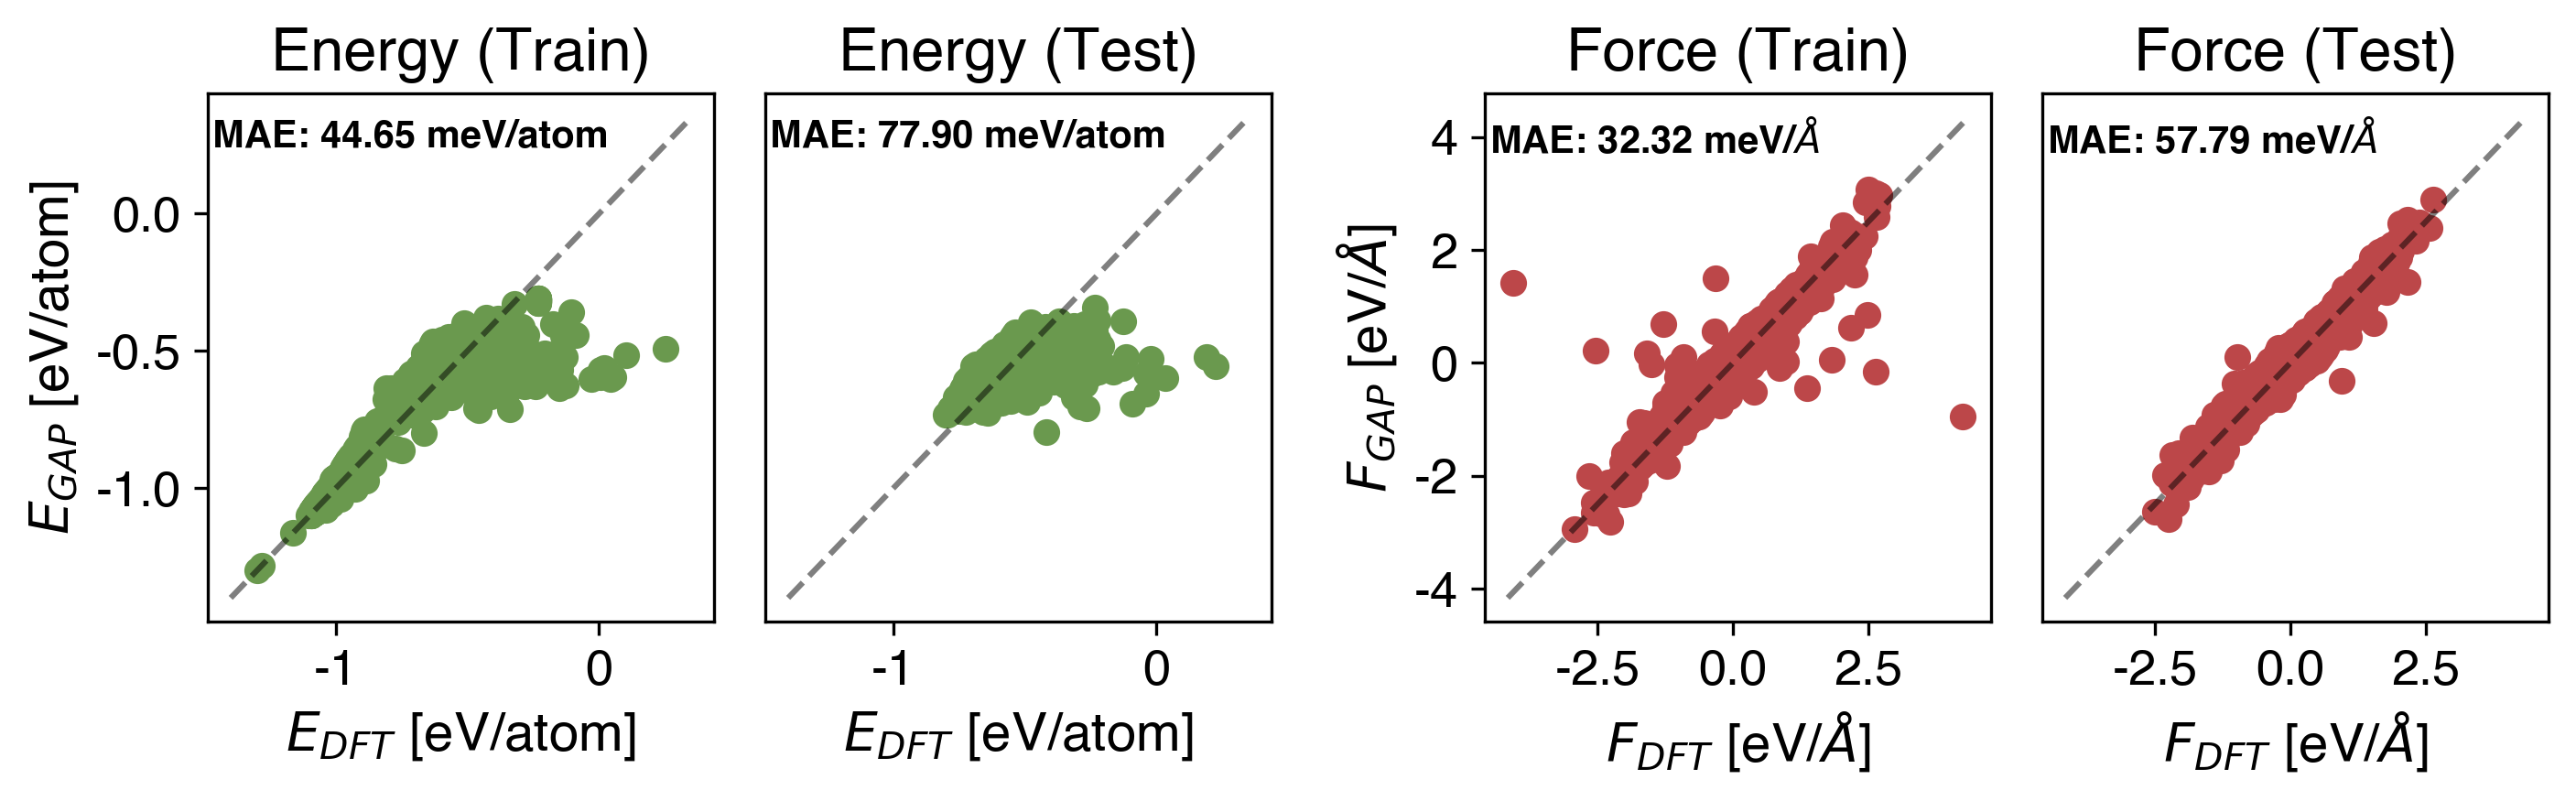 Energy (Train)
Energy (Test)
Force (Train)
Force (Test)
MAE: 44.65 meV/atom
MAE: 77.90 meV/atom
MAE: 32.32 meV/Å
MAE: 57.79 meV/Å
E_GAP [eV/atom]
0.0
-0.5
-1.0
F_GAP [eV/Å]
4
2
0
-2
-4
-1 0
-1 0
-2.5 0.0 2.5
-2.5 0.0 2.5
E_DFT [eV/atom]
E_DFT [eV/atom]
F_DFT [eV/Å]
F_DFT [eV/Å]